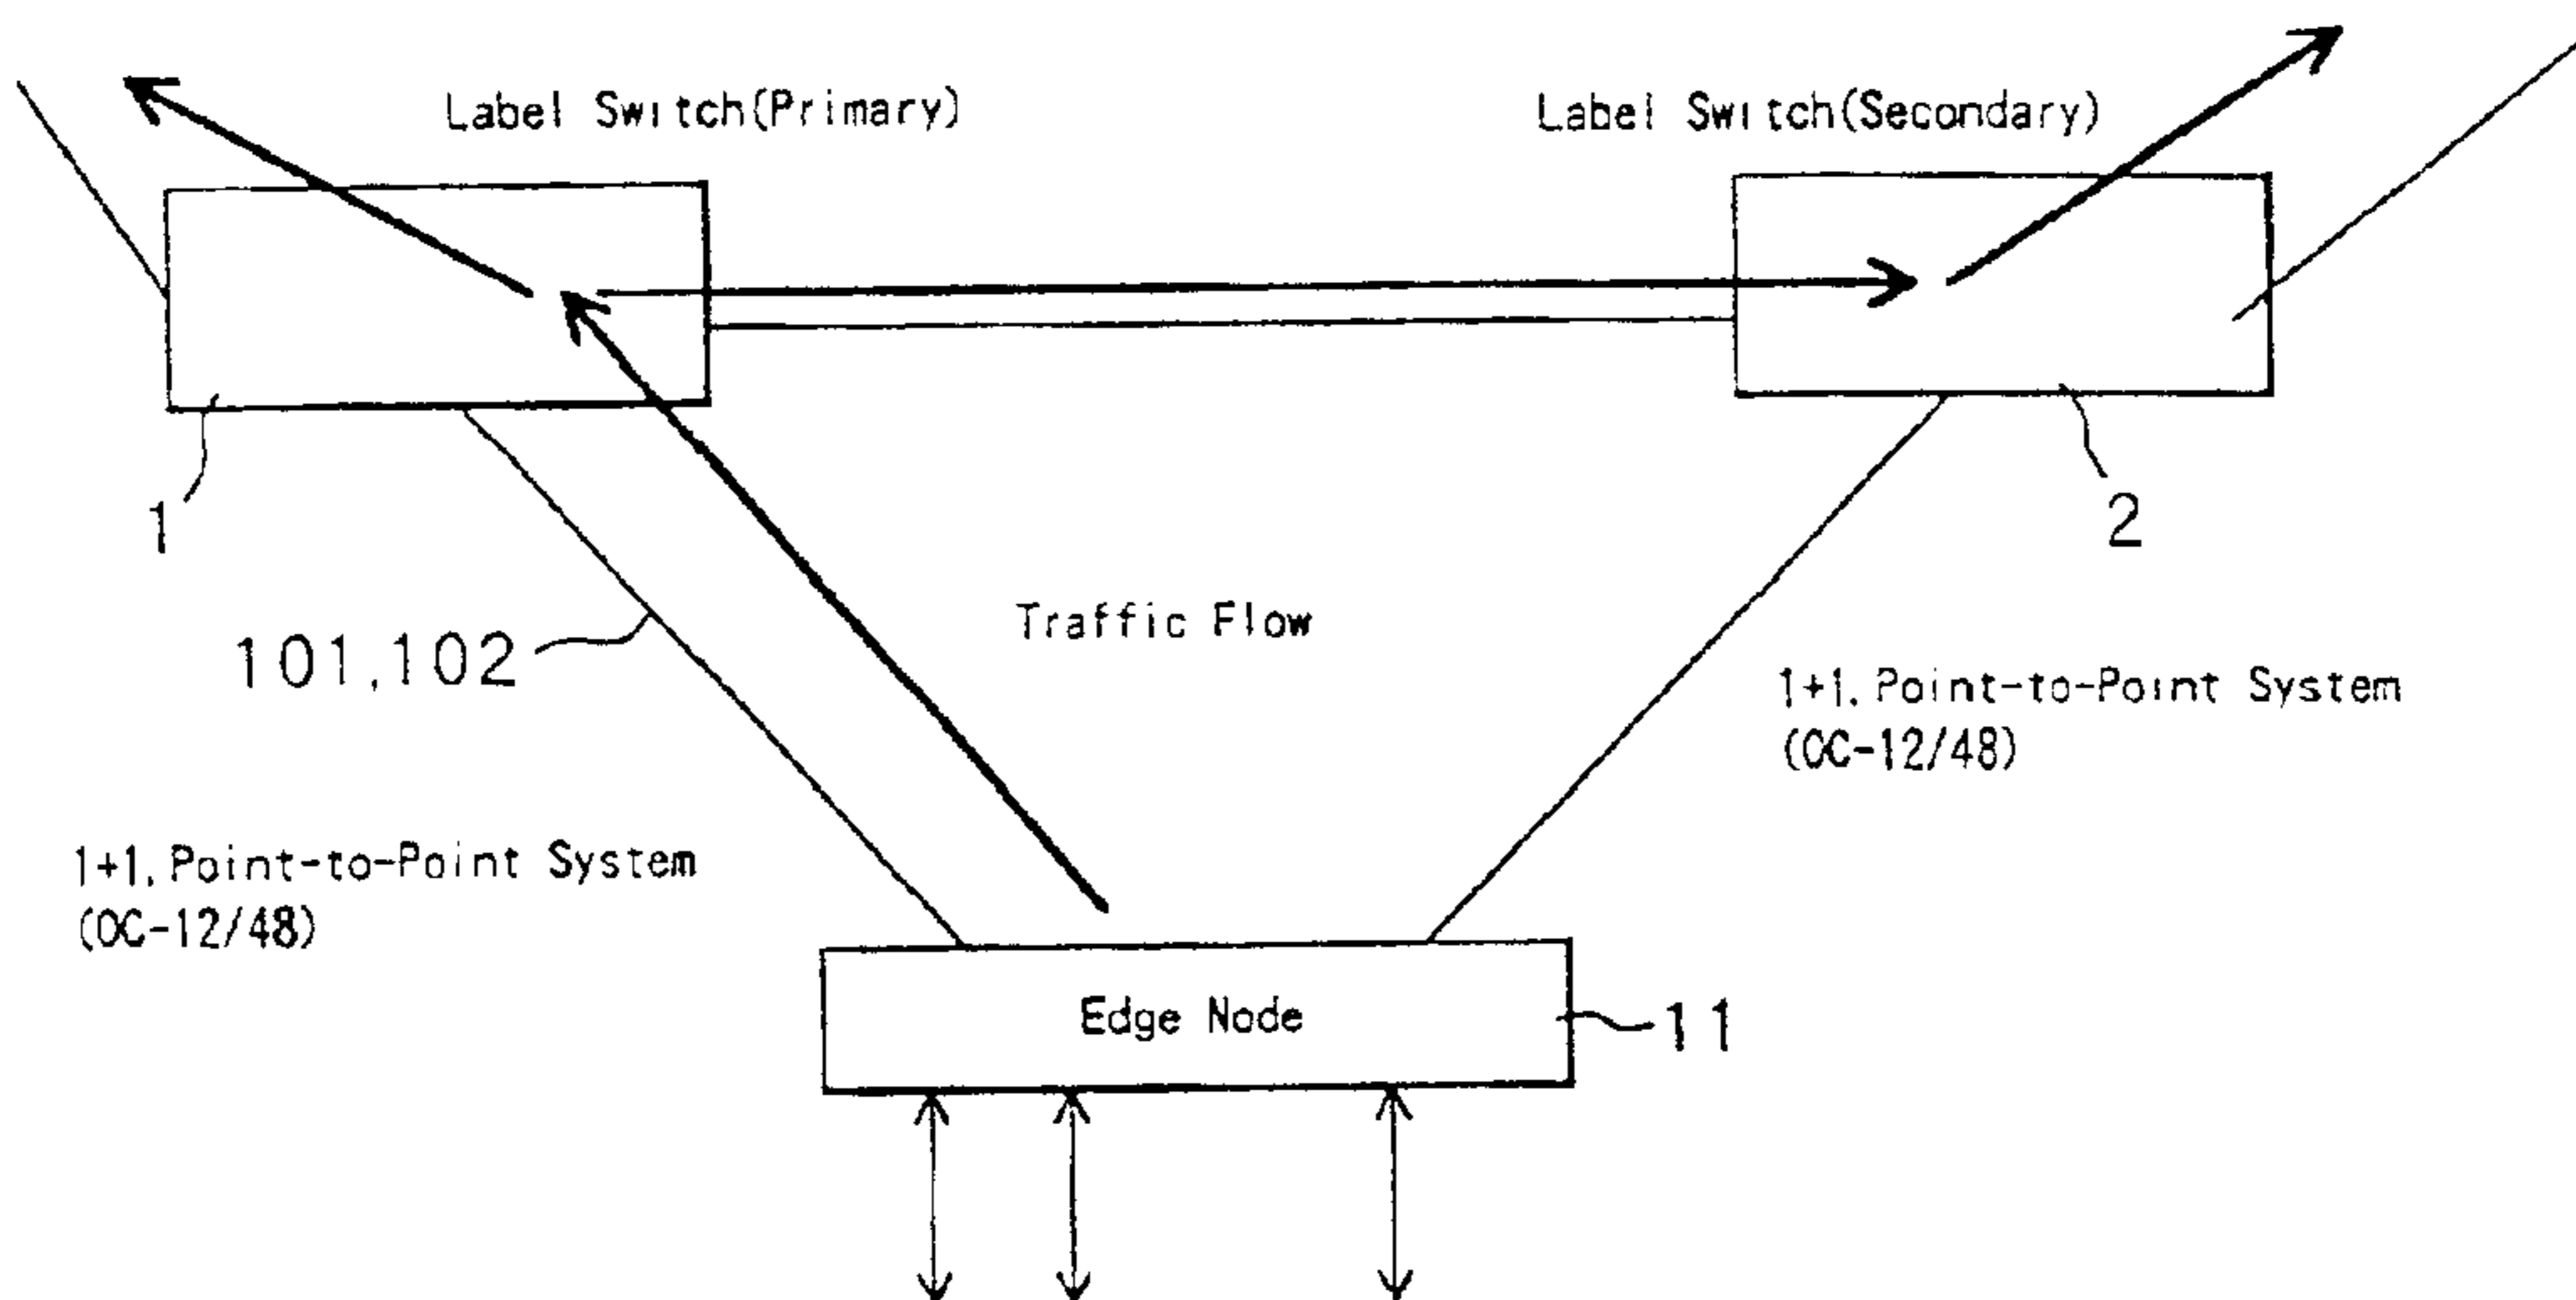 Label Switch(Primary)
Label Switch(Secondary)
1
2
Traffic Flow
101,102
1+1, Point-to-Point System
(OC-12/48)
1+1, Point-to-Point System
(OC-12/48)
Edge Node
11